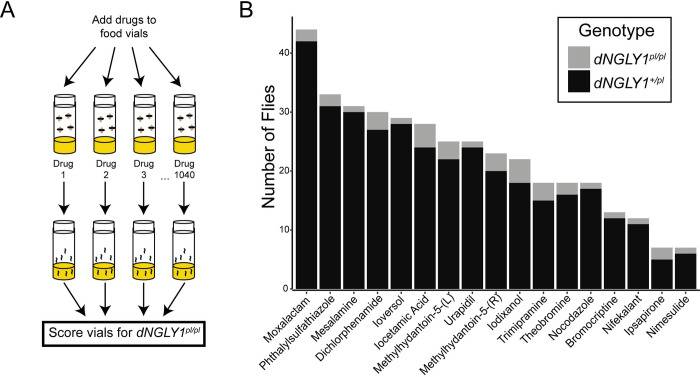 A
Add drugs to
food vials
Drug
1
Drug
2
Drug
3
...
Drug
1040
Score vials for dNGLY1pl/pl
B
Number of Flies
40
30
20
10
0
Genotype
dNGLY1pl/pl
dNGLY1+/pl
Moxalactam
Phthalylsulfathiazole
Mesalamine
Dichlorphenamide
Ioversol
Iocetamic Acid
Methylhydantoin-5-(L)
Urapidil
Methylhydantoin-5-(R)
Iodixanol
Trimipramine
Theobromine
Nocodazole
Bromocriptine
Nifekalant
Ipsapirone
Nimesulide